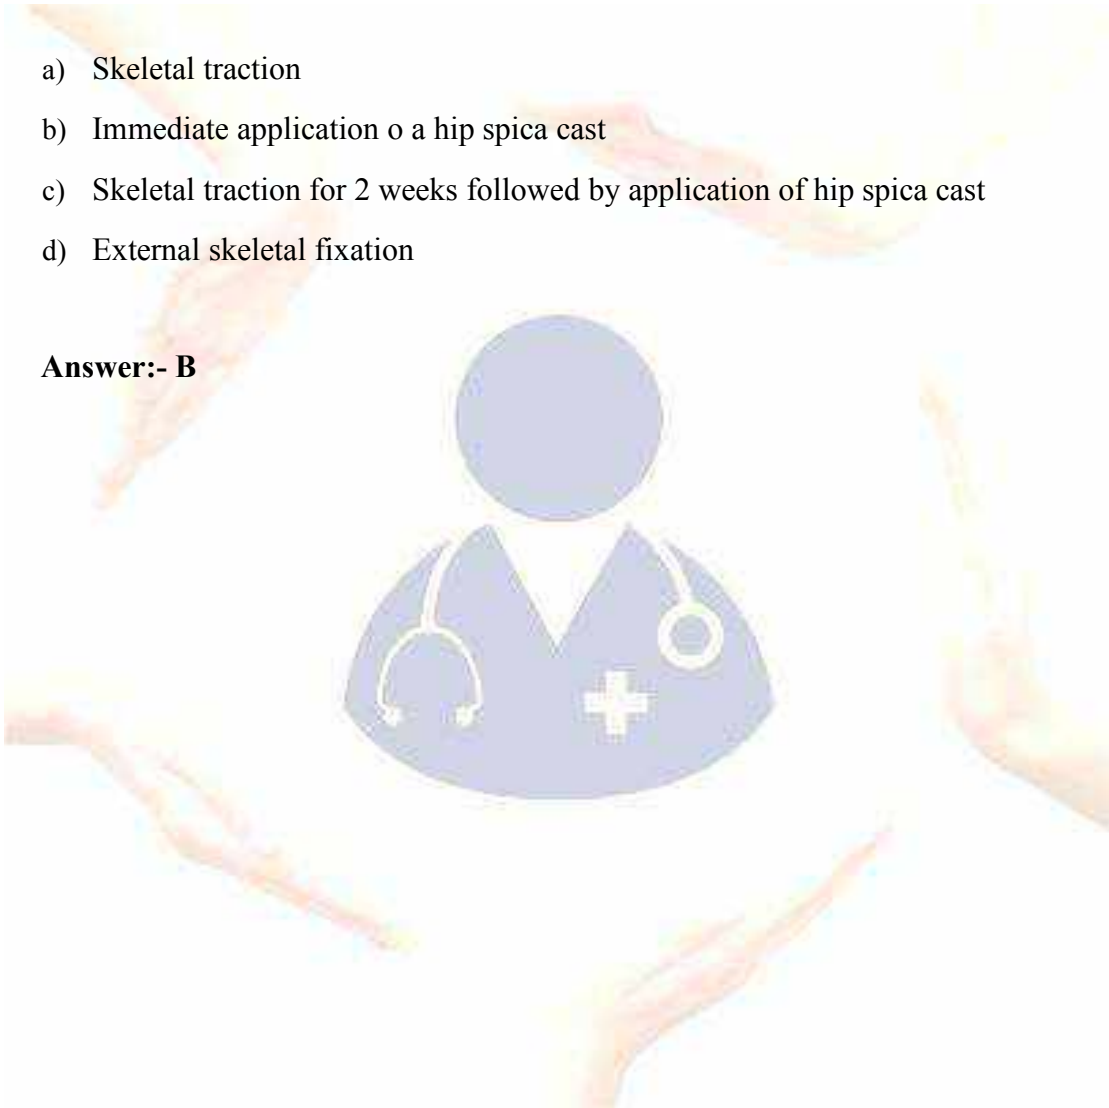 a) Skeletal traction
b) Immediate application o a hip spica cast
c) Skeletal traction for 2 weeks followed by application of hip spica cast
d) External skeletal fixation
Answer:- B